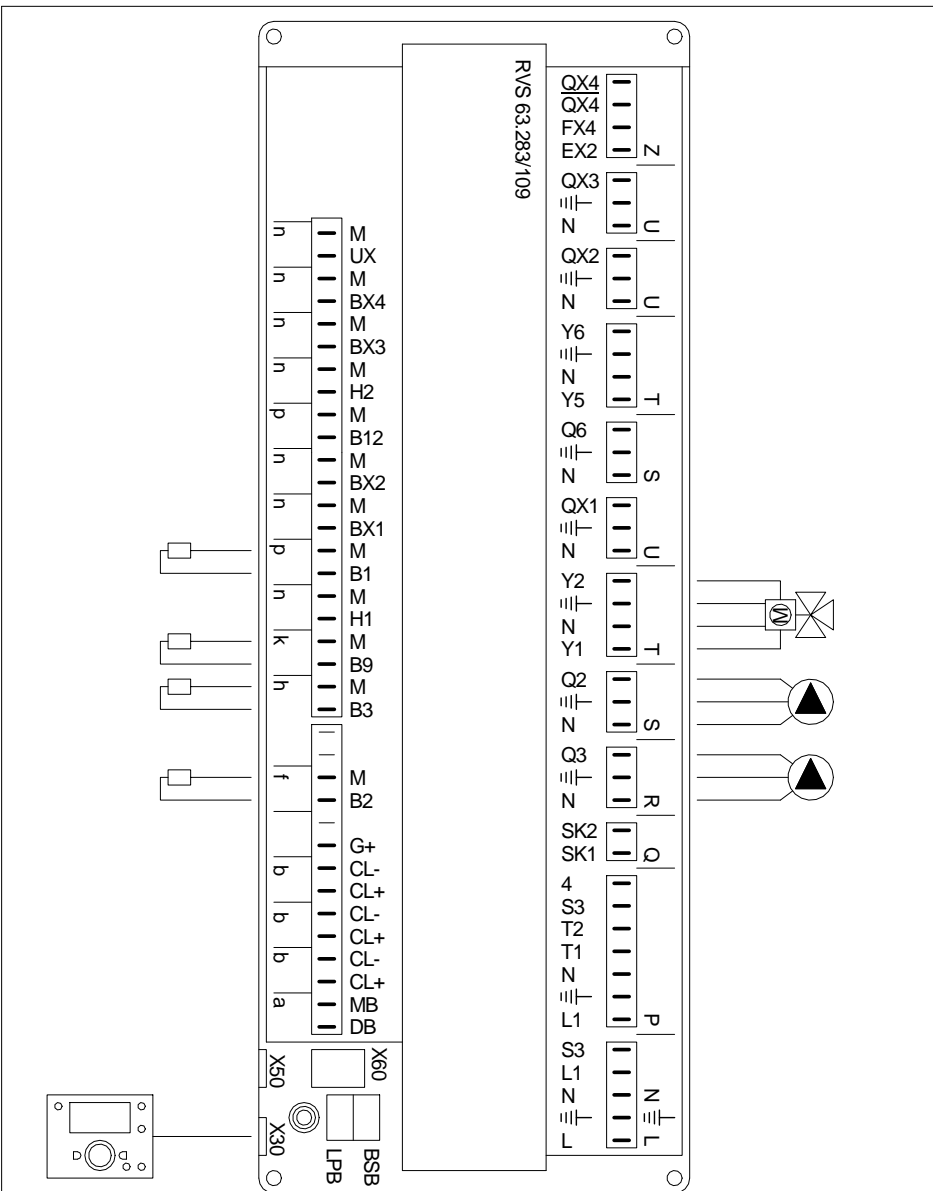 RVS 63.283/109
n M
UX
n M
BX4
n M
BX3
n M
H2
p M
B12
n M
BX2
n M
BX1
p M
B1
n M
H1
k M
B9
h M
B3
f M
B2
G+
b CL-
CL+
b CL-
CL+
b CL-
CL+
a MB
DB
X50
X60
X30
LPB
BSB
QX4
QX4
FX4
EX2 Z
QX3
N U
QX2
N U
Y6
N
Y5 T
Q6
N S
QX1
N U
Y2
N
Y1 T
M
Q2
N S
Q3
N R
SK2
SK1 Q
4
S3
T2
T1
N
L1 P
S3
L1
N N
L L